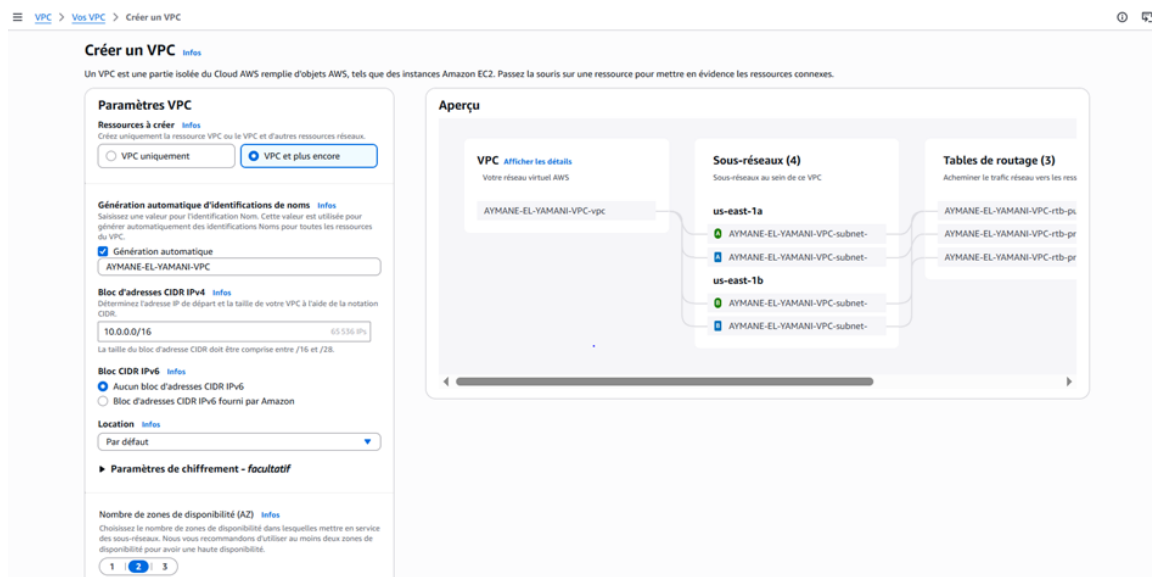 VPC > Vos VPC > Créer un VPC
Créer un VPC Infos
Un VPC est une partie isolée du Cloud AWS remplie d'objets AWS, tels que des instances Amazon EC2. Passez la souris sur une ressource pour mettre en évidence les ressources connexes.
Paramètres VPC
Ressources à créer Infos
Créez uniquement la ressource VPC ou le VPC et d'autres ressources réseaux.
VPC uniquement
VPC et plus encore
Génération automatique d'identifications de noms Infos
Saisissez une valeur pour l'identification Nom. Cette valeur est utilisée pour
générer automatiquement des identifications Noms pour toutes les ressources
du VPC.
Génération automatique
AYMANE-EL-YAMANI-VPC
Bloc d'adresses CIDR IPv4 Infos
Déterminez l'adresse IP de départ et la taille de votre VPC à l'aide de la notation
CIDR.
10.0.0.0/16 65 536 IPs
La taille du bloc d'adresse CIDR doit être comprise entre /16 et /28.
Bloc CIDR IPv6 Infos
Aucun bloc d'adresses CIDR IPv6
Bloc d'adresses CIDR IPv6 fourni par Amazon
Location Infos
Par défaut
Paramètres de chiffrement - facultatif
Nombre de zones de disponibilité (AZ) Infos
Choisissez le nombre de zones de disponibilité dans lesquelles mettre en service
des sous-réseaux. Nous vous recommandons d'utiliser au moins deux zones de
disponibilité pour avoir une haute disponibilité.
1 2 3
Aperçu
VPC Afficher les détails
Votre réseau virtuel AWS
AYMANE-EL-YAMANI-VPC-vpc
Sous-réseaux (4)
Sous-réseaux au sein de ce VPC
us-east-1a
A AYMANE-EL-YAMANI-VPC-subnet-
A AYMANE-EL-YAMANI-VPC-subnet-
us-east-1b
B AYMANE-EL-YAMANI-VPC-subnet-
B AYMANE-EL-YAMANI-VPC-subnet-
Tables de routage (3)
Acheminer le trafic réseau vers les ress
AYMANE-EL-YAMANI-VPC-rtb-pu
AYMANE-EL-YAMANI-VPC-rtb-pr
AYMANE-EL-YAMANI-VPC-rtb-pr